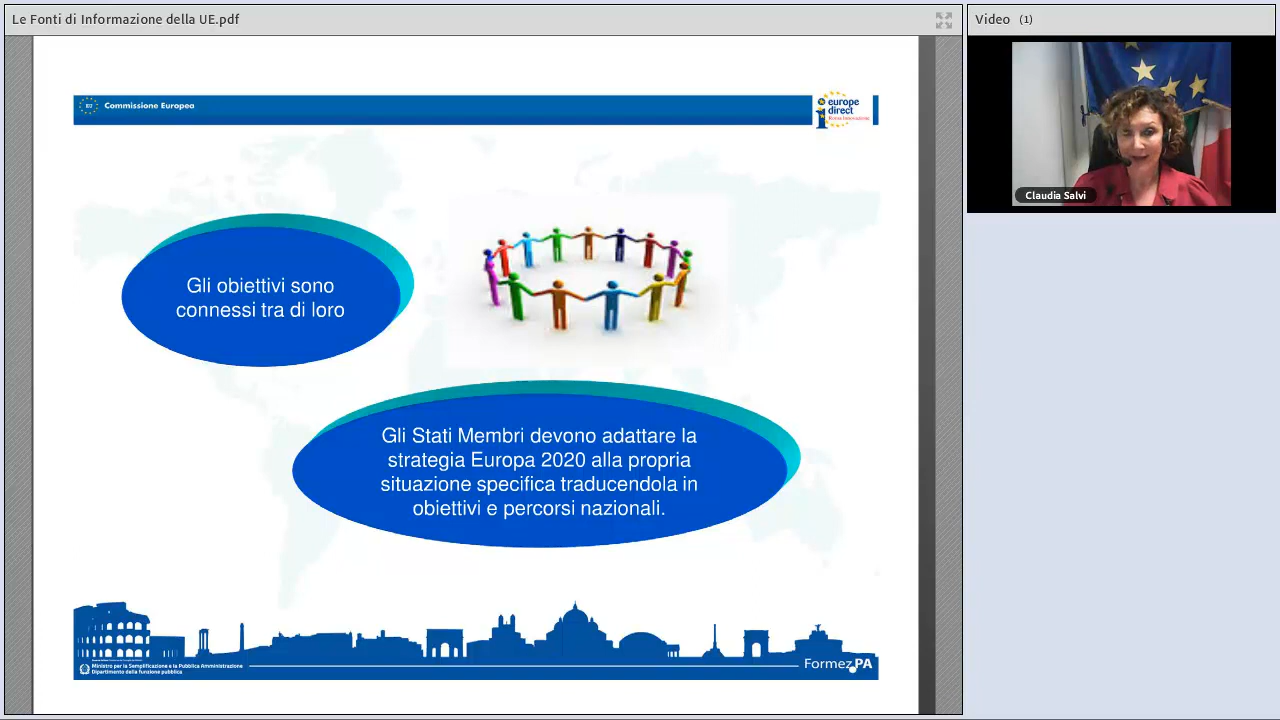 Le Fonti di Informazione della UE.pdf
Video (1)
Commissione Europea
europe
direct
Roma Innovazione
Claudia Salvi
Gli obiettivi sono
connessi tra di loro
Gli Stati Membri devono adattare la
strategia Europa 2020 alla propria
situazione specifica traducendola in
obiettivi e percorsi nazionali.
Ministro per la Semplificazione e la Pubblica Amministrazione
Dipartimento della funzione pubblica
FormezPA